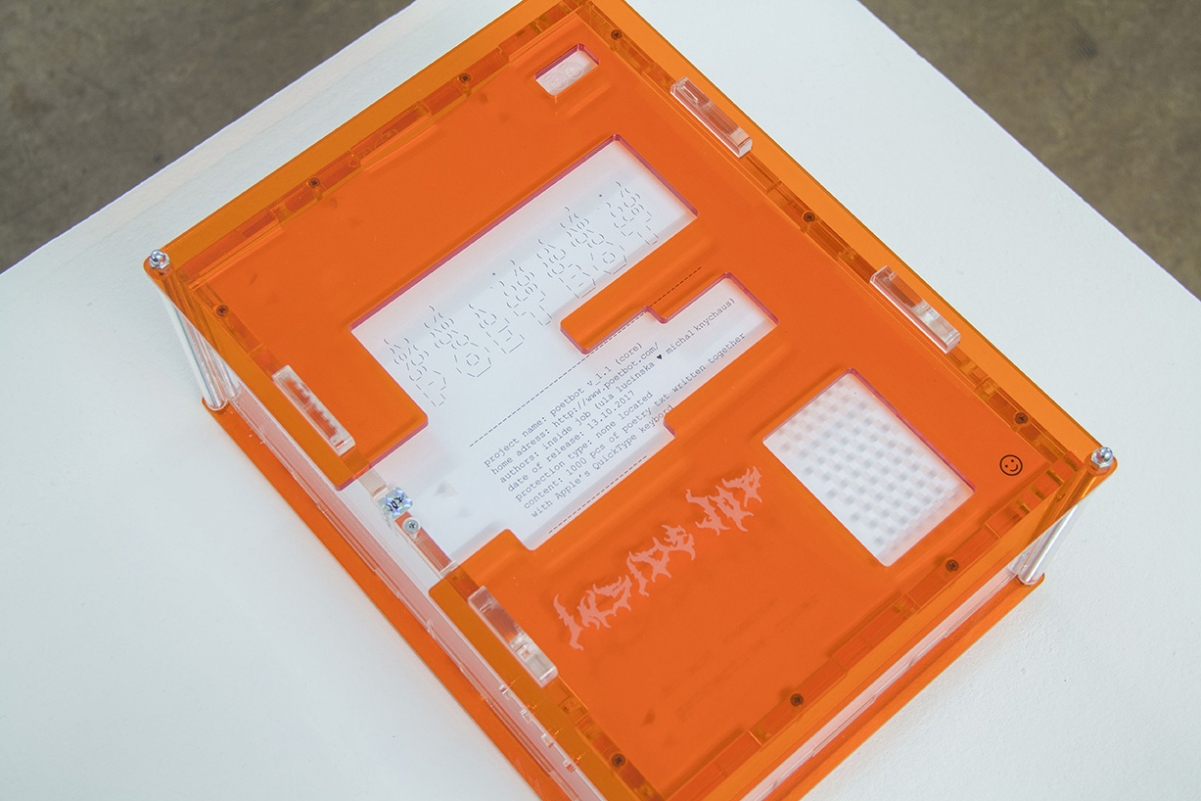 project name: poetbot v_1.1 (core)
home adress: http://www.poetbot.com/
authors: inside job (ula lucinska ♥ michal knychaus)
date of release: 13.10.2017
protection type: none located
content: 1000 pcs of poetry txt written together
with Apple's QuickType keybord